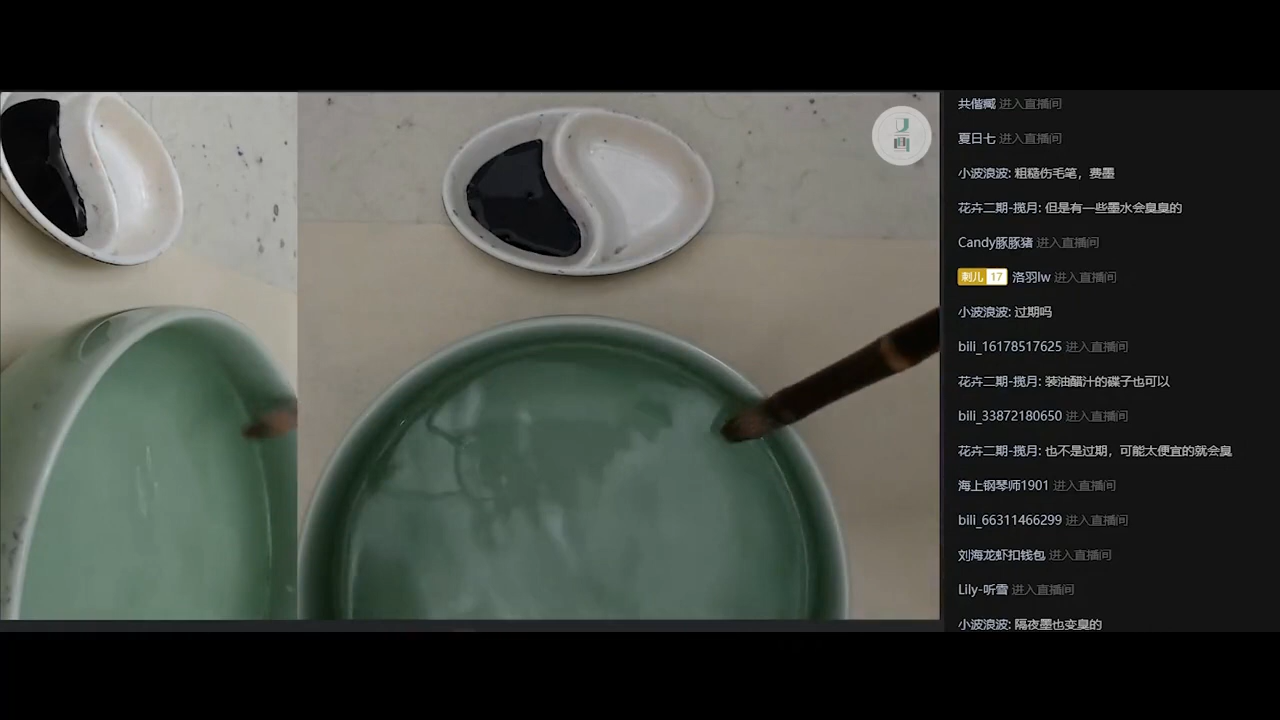 共偕臧 进入直播间
夏日七 进入直播间
小波浪波: 粗糙伤毛笔，费墨
花卉二期-揽月: 但是有一些墨水会臭臭的
Candy豚豚猪 进入直播间
刺儿 17 洛羽lw 进入直播间
小波浪波: 过期吗
bili_16178517625 进入直播间
花卉二期-揽月: 装油醋汁的碟子也可以
bili_33872180650 进入直播间
花卉二期-揽月: 也不是过期，可能太便宜的就会臭
海上钢琴师1901 进入直播间
bili_66311466299 进入直播间
刘海龙虾扣钱包 进入直播间
Lily-听雪 进入直播间
小波浪波: 隔夜墨也变臭的